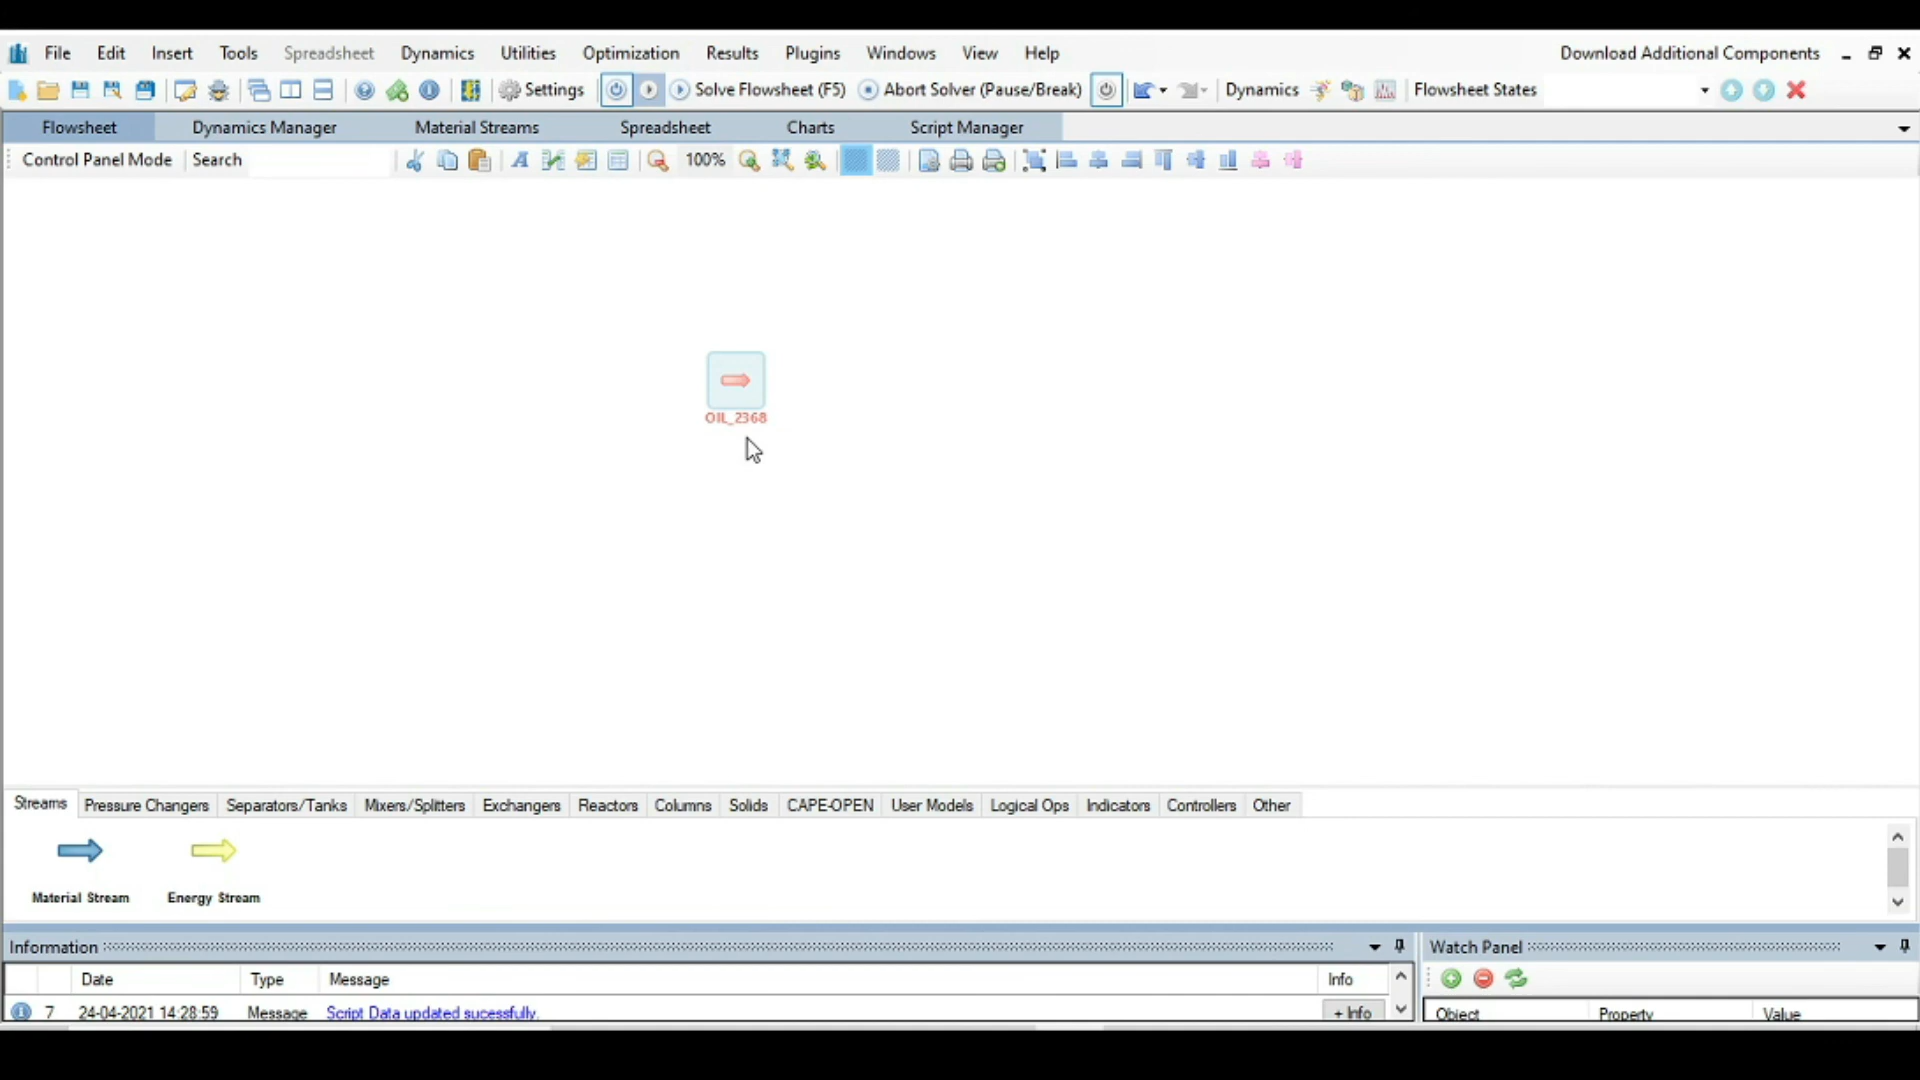 File Edit Insert Tools Spreadsheet Dynamics Utilities Optimization Results Plugins Windows View Help Download Additional Components
Settings Solve Flowsheet (F5) Abort Solver (Pause/Break) Dynamics Flowsheet States
Flowsheet Dynamics Manager Material Streams Spreadsheet Charts Script Manager
Control Panel Mode Search 100%
OIL_2368
Streams Pressure Changers Separators/Tanks Mixers/Splitters Exchangers Reactors Columns Solids CAPE-OPEN User Models Logical Ops Indicators Controllers Other
Material Stream Energy Stream
Information Watch Panel
Date Type Message Info
7 24-04-2021 14:28:59 Message Script Data updated sucessfully. + Info Object Property Value